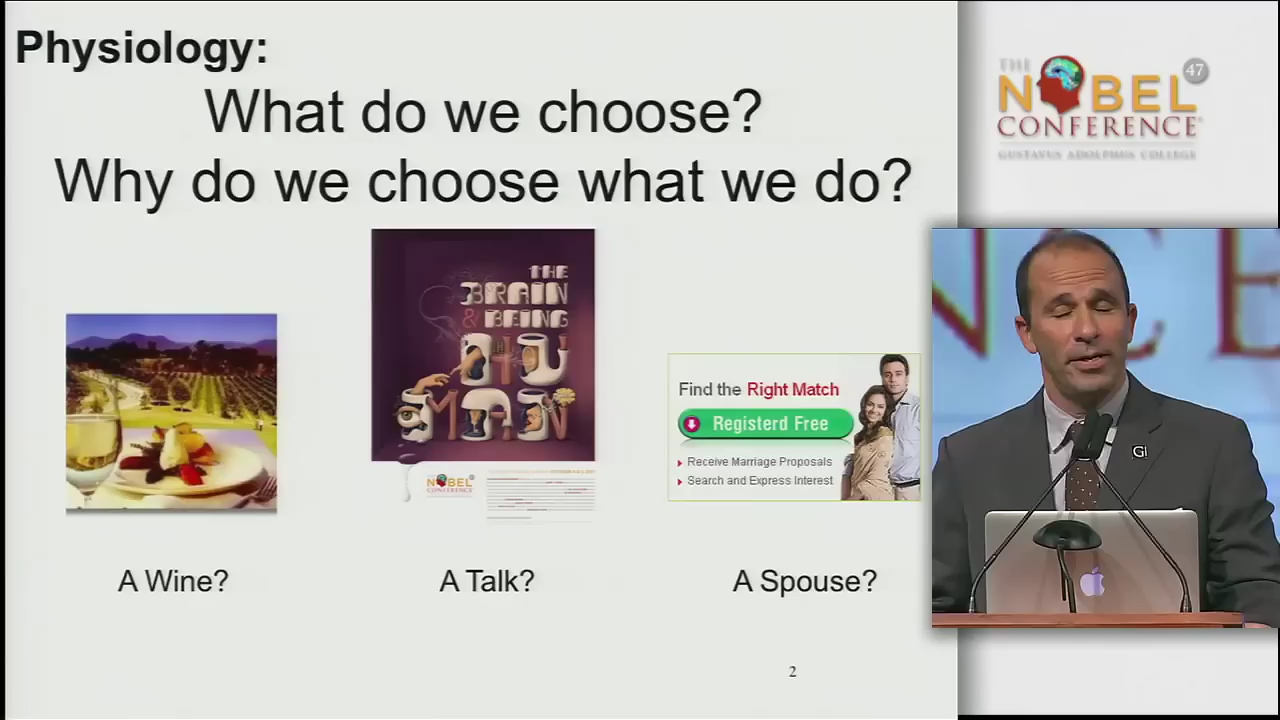 Physiology:
What do we choose?
Why do we choose what we do?
THE
BRAIN
& BEING
HU
MAN
NOBEL
CONFERENCE
Find the Right Match
Registerd Free
Receive Marriage Proposals
Search and Express Interest
A Wine?
A Talk?
A Spouse?
2
THE
NOBEL
47
CONFERENCE
GUSTAVUS ADOLPHUS COLLEGE
N C E
G